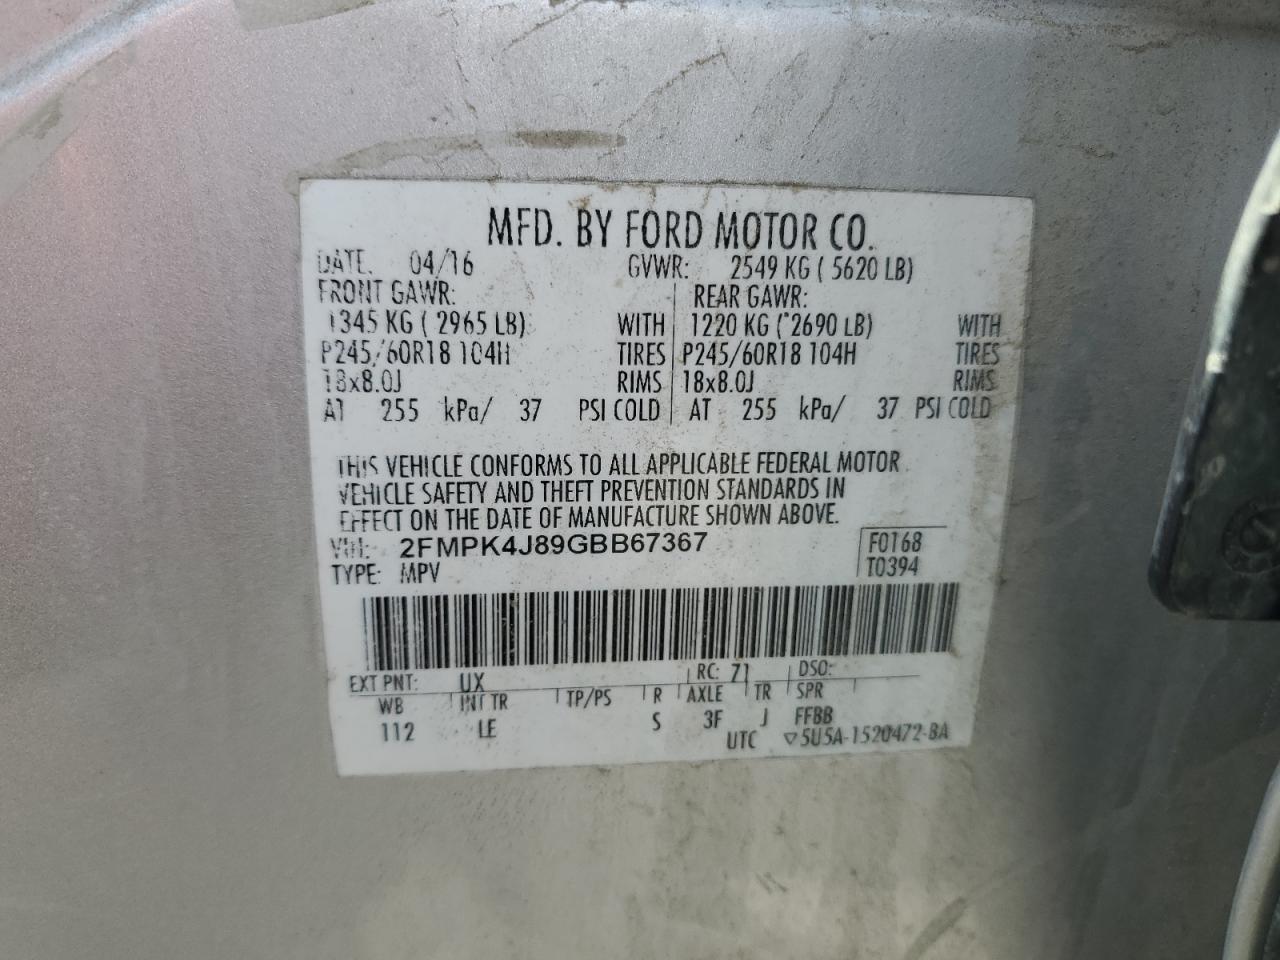 MFD. BY FORD MOTOR CO.
DATE. 04/16 GVWR: 2549 KG ( 5620 LB)
FRONT GAWR: REAR GAWR:
1345 KG ( 2965 LB) WITH 1220 KG ( 2690 LB) WITH
P245/60R18 104H TIRES P245/60R18 104H TIRES
18x8.0J RIMS 18x8.0J RIMS
AT 255 kPa/ 37 PSI COLD AT 255 kPa/ 37 PSI COLD
THIS VEHICLE CONFORMS TO ALL APPLICABLE FEDERAL MOTOR
VEHICLE SAFETY AND THEFT PREVENTION STANDARDS IN
EFFECT ON THE DATE OF MANUFACTURE SHOWN ABOVE.
VIN: 2FMPK4J89GBB67367 F0168
TYPE: MPV T0394
EXT PNT: UX RC: 71 DSO:
WB INT TR TP/PS R AXLE TR SPR
112 LE S 3F J FFBB
UTC ▽5U5A-1520472-BA